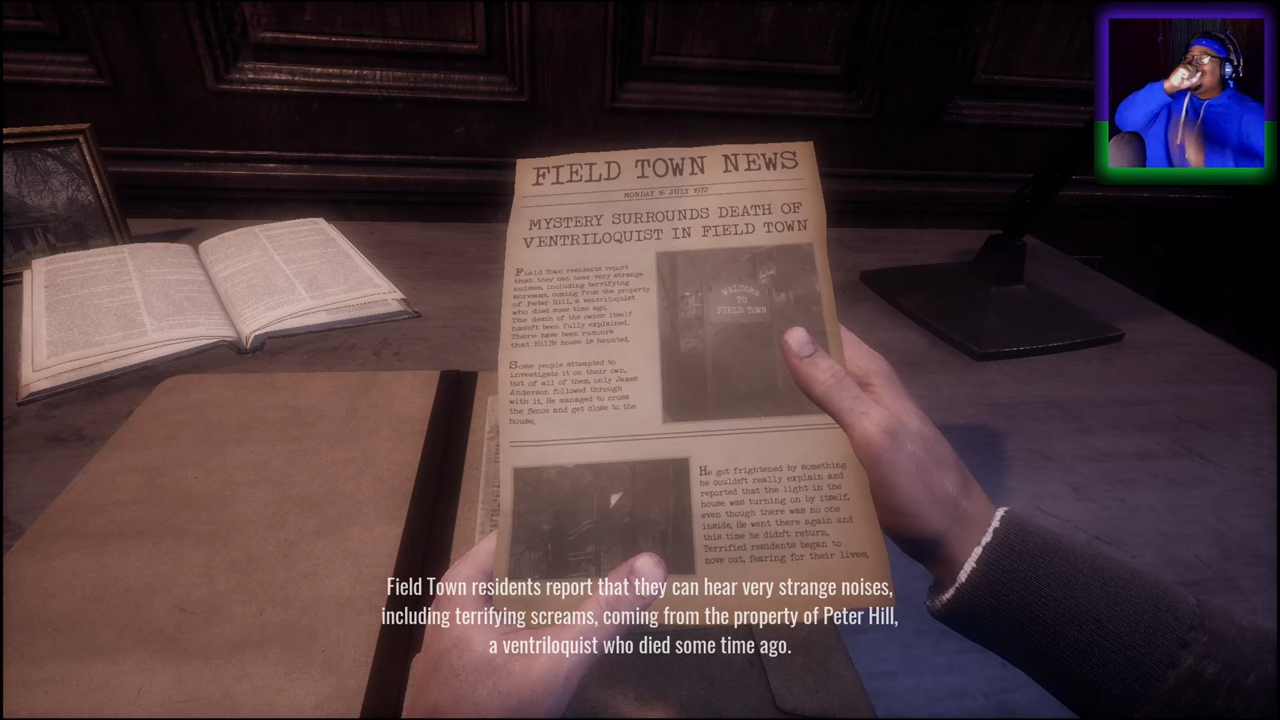 FIELD TOWN NEWS
MONDAY 16 JULY 1972
MYSTERY SURROUNDS DEATH OF
VENTRILOQUIST IN FIELD TOWN
Field Town residents report
that they can hear very strange
noises, including terrifying
screams, coming from the property
of Peter Hill, a ventriloquist
who died some time ago.
The death of the owner itself
hasn't been fully explained.
There have been rumours
that Hill's house is haunted.
Some people attempted to
investigate it on their own,
but of all of them, only James
Anderson followed through
with it. He managed to cross
the fence and get close to the
house.
WELCOME
TO
FIELD TOWN
He got frightened by something
he couldn't really explain and
reported that the light in the
house was turning on by itself,
even though there was no one
inside. He went there again and
this time he didn't return.
Terrified residents began to
move out, fearing for their lives.
Field Town residents report that they can hear very strange noises,
including terrifying screams, coming from the property of Peter Hill,
a ventriloquist who died some time ago.